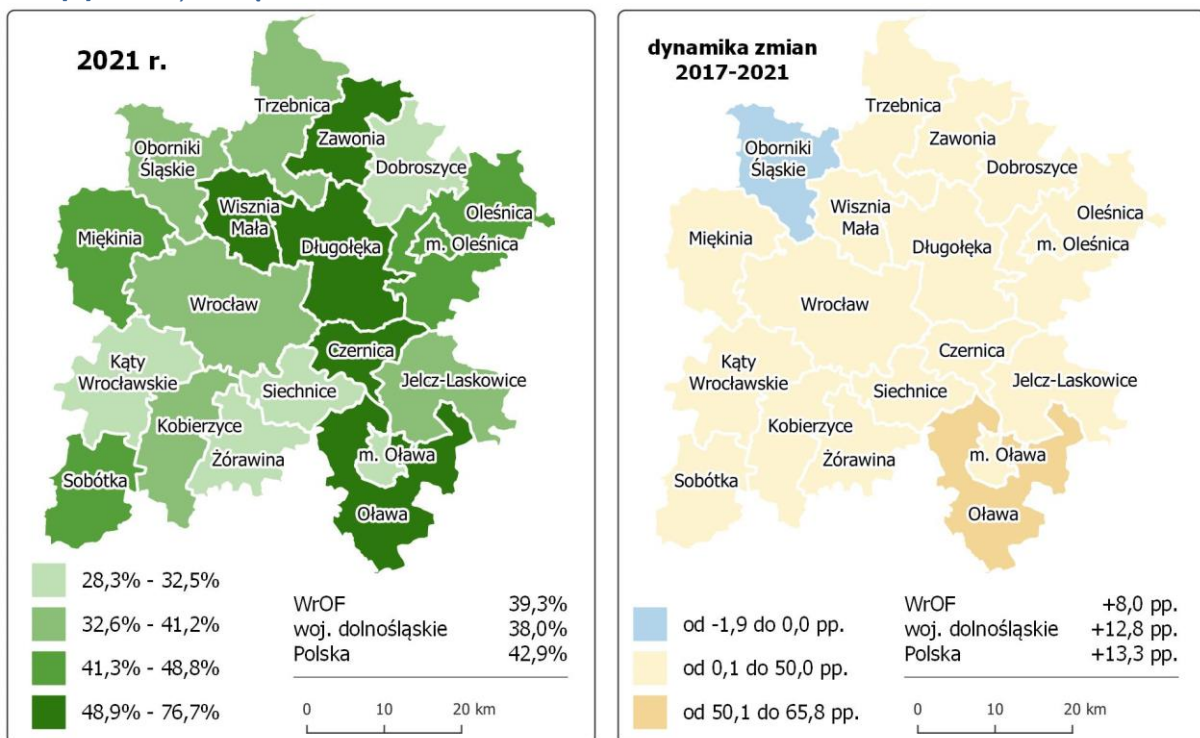 2021 r.
Trzebnica
Zawonia
Oborniki
Śląskie
Dobroszyce
Wisznia
Mała
Oleśnica
Miękinia
Długołęka
m. Oleśnica
Wrocław
Czernica
Kąty
Wrocławskie
Siechnice
Jelcz-Laskowice
Kobierzyce
Żórawina
m. Oława
Sobótka
Oława
28,3% - 32,5%
32,6% - 41,2%
41,3% - 48,8%
48,9% - 76,7%
WrOF 39,3%
woj. dolnośląskie 38,0%
Polska 42,9%
0 10 20 km
dynamika zmian
2017-2021
Trzebnica
Zawonia
Oborniki
Śląskie
Dobroszyce
Wisznia
Mała
Oleśnica
Miękinia
Długołęka
m. Oleśnica
Wrocław
Czernica
Kąty
Wrocławskie
Siechnice
Jelcz-Laskowice
Kobierzyce
Żórawina
m. Oława
Sobótka
Oława
od -1,9 do 0,0 pp.
od 0,1 do 50,0 pp.
od 50,1 do 65,8 pp.
WrOF +8,0 pp.
woj. dolnośląskie +12,8 pp.
Polska +13,3 pp.
0 10 20 km